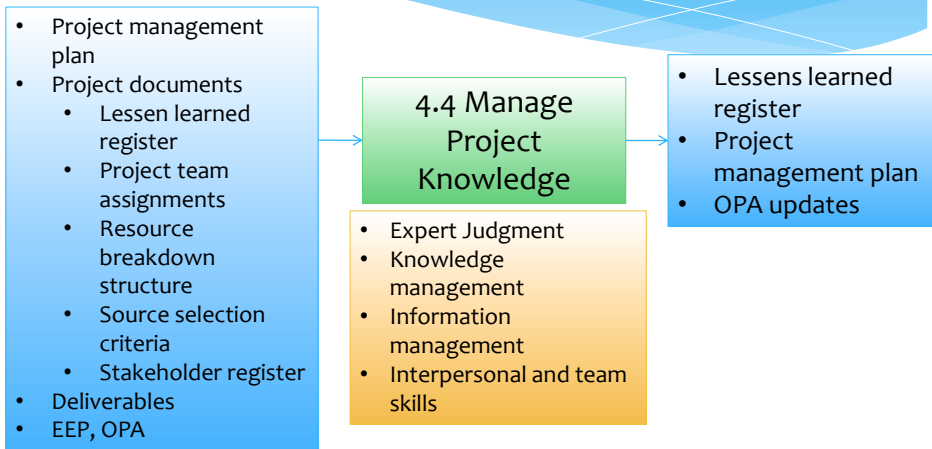 • Project management
plan
• Project documents
• Lessen learned
register
• Project team
assignments
• Resource
breakdown
structure
• Source selection
criteria
• Stakeholder register
• Deliverables
• EEP, OPA
4.4 Manage
Project
Knowledge
• Expert Judgment
• Knowledge
management
• Information
management
• Interpersonal and team
skills
• Lessens learned
register
• Project
management plan
• OPA updates